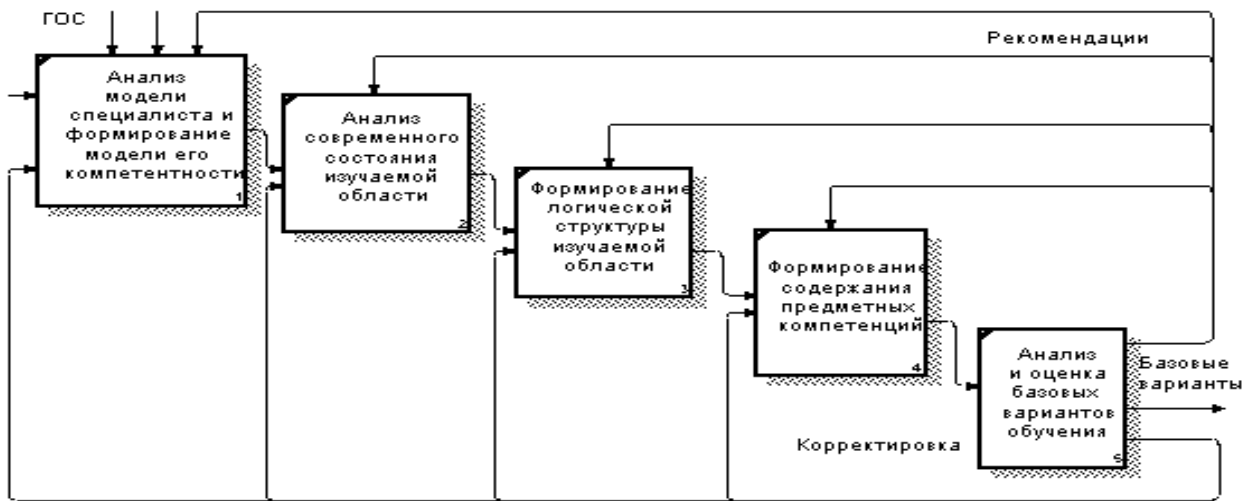 ГОС
Рекомендации
Анализ
модели
специалиста и
формирование
модели его
компетентности
1
Анализ
современного
состояния
изучаемой
области
2
Формирование
логической
структуры
изучаемой
области
3
Формирование
содержания
предметных
компетенций
4
Анализ
и оценка
базовых
вариантов
обучения
5
Базовые
варианты
Корректировка